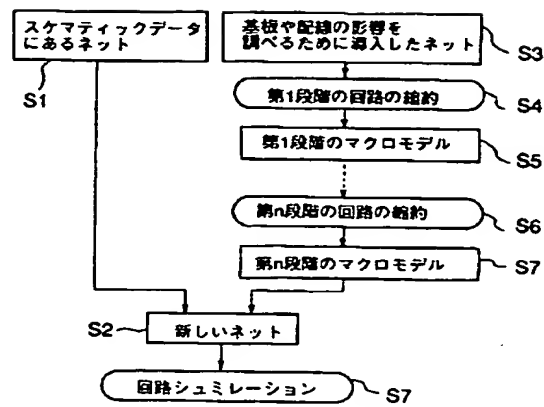 スケマティックデータ
にあるネット
S1
基板や配線の影響を
調べるために導入したネット
S3
第1段階の回路の縮約
S4
第1段階のマクロモデル
S5
第n段階の回路の縮約
S6
第n段階のマクロモデル
S7
S2
新しいネット
回路シュミレーション
S7